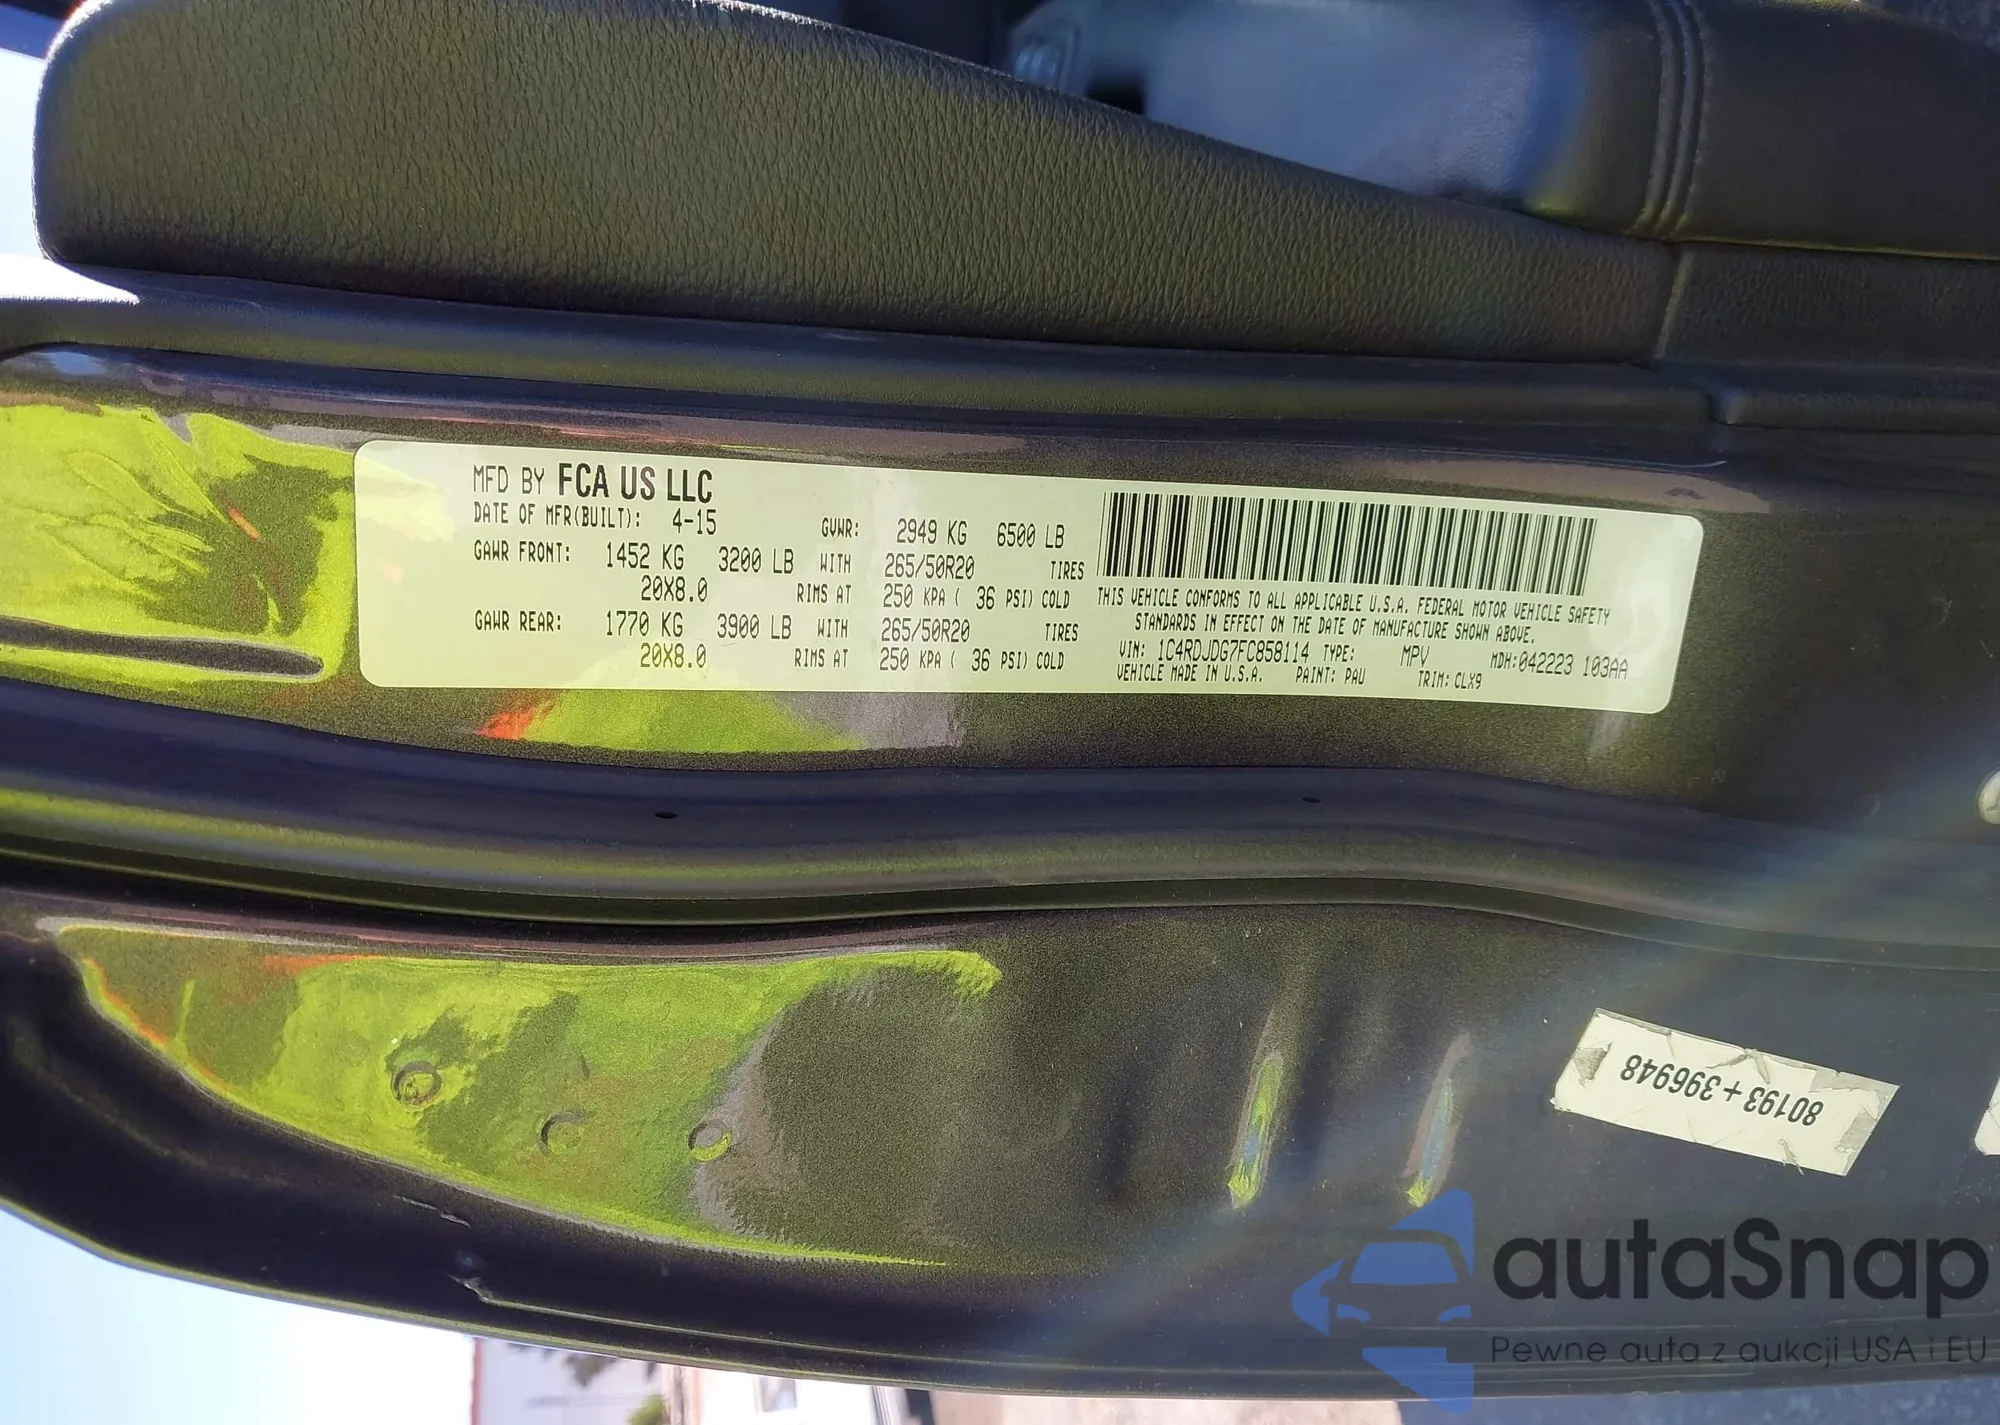 MFD BY FCA US LLC
DATE OF MFR(BUILT): 4-15 GVWR: 2949 KG 6500 LB
GAWR FRONT: 1452 KG 3200 LB WITH 265/50R20 TIRES
20X8.0 RIMS AT 250 KPA ( 36 PSI) COLD
GAWR REAR: 1770 KG 3900 LB WITH 265/50R20 TIRES
20X8.0 RIMS AT 250 KPA ( 36 PSI) COLD
THIS VEHICLE CONFORMS TO ALL APPLICABLE U.S.A. FEDERAL MOTOR VEHICLE SAFETY
STANDARDS IN EFFECT ON THE DATE OF MANUFACTURE SHOWN ABOVE.
VIN: 1C4RDJDG7FC858114 TYPE: MPV MDH:042223 103AA
VEHICLE MADE IN U.S.A. PAINT: PAU TRIM: CLX9
80193+396948
autaSnap
Pewne auta z aukcji USA i EU